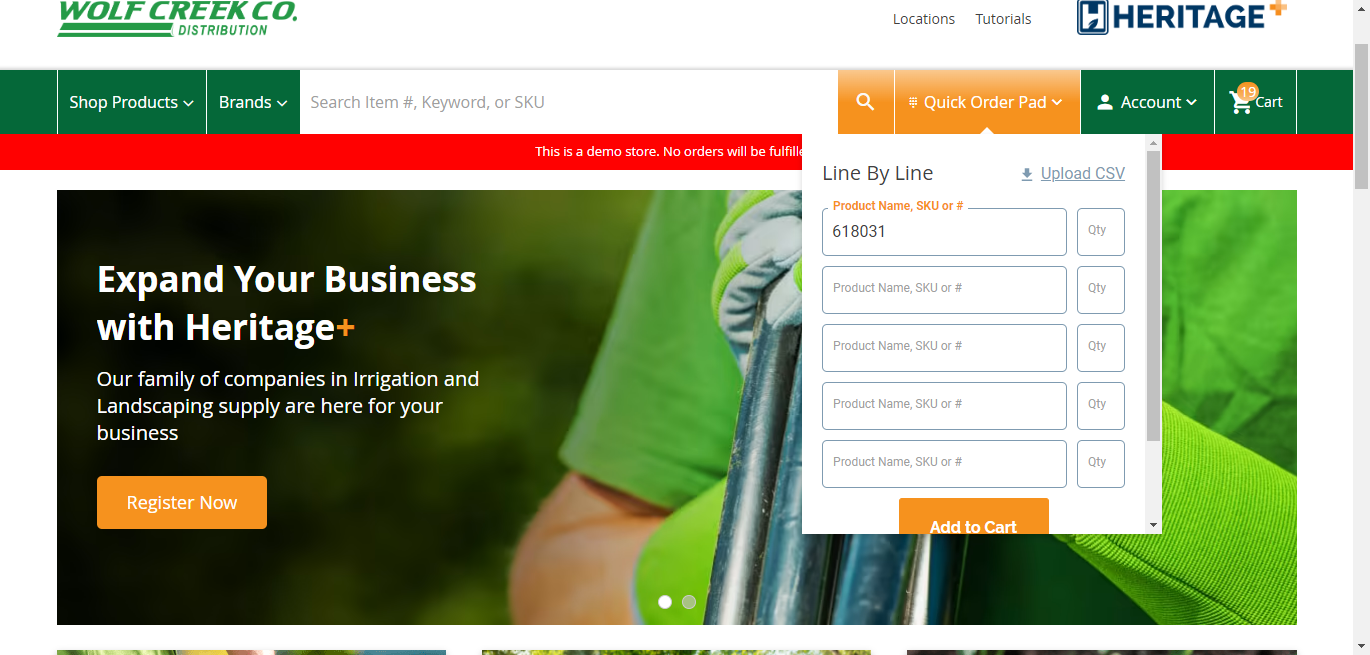 WOLF CREEK CO.
DISTRIBUTION
Locations
Tutorials
HERITAGE+
Shop Products
Brands
Search Item #, Keyword, or SKU
Quick Order Pad
Account
19
Cart
This is a demo store. No orders will be fulfille
Line By Line
Upload CSV
Product Name, SKU or #
618031
Qty
Product Name, SKU or #
Qty
Product Name, SKU or #
Qty
Product Name, SKU or #
Qty
Product Name, SKU or #
Qty
Add to Cart
Expand Your Business
with Heritage+
Our family of companies in Irrigation and
Landscaping supply are here for your
business
Register Now